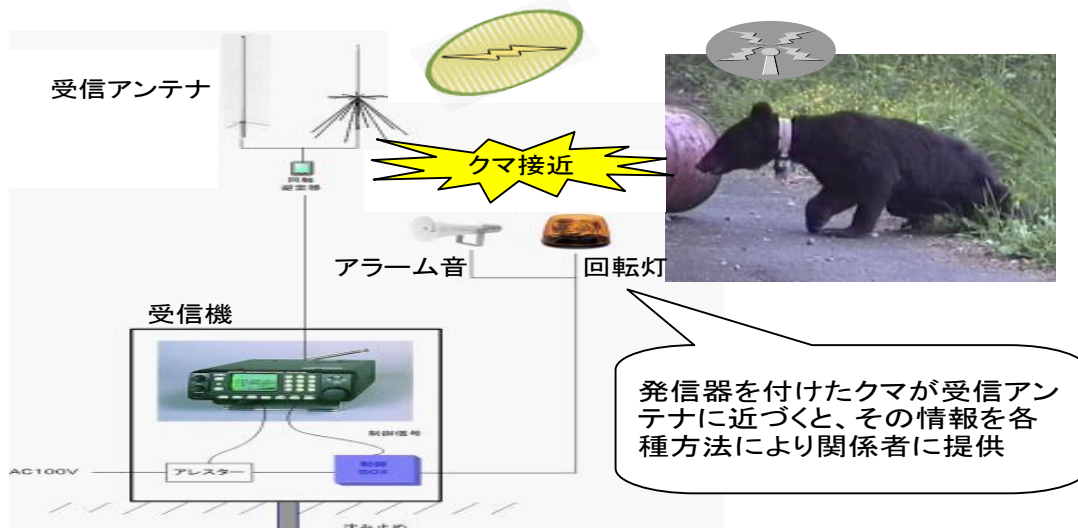 受信アンテナ
クマ接近
アラーム音
回転灯
受信機
発信器を付けたクマが受信アン
テナに近づくと、その情報を各
種方法により関係者に提供
制御信号
AC100V
アレスター
制御
BOX